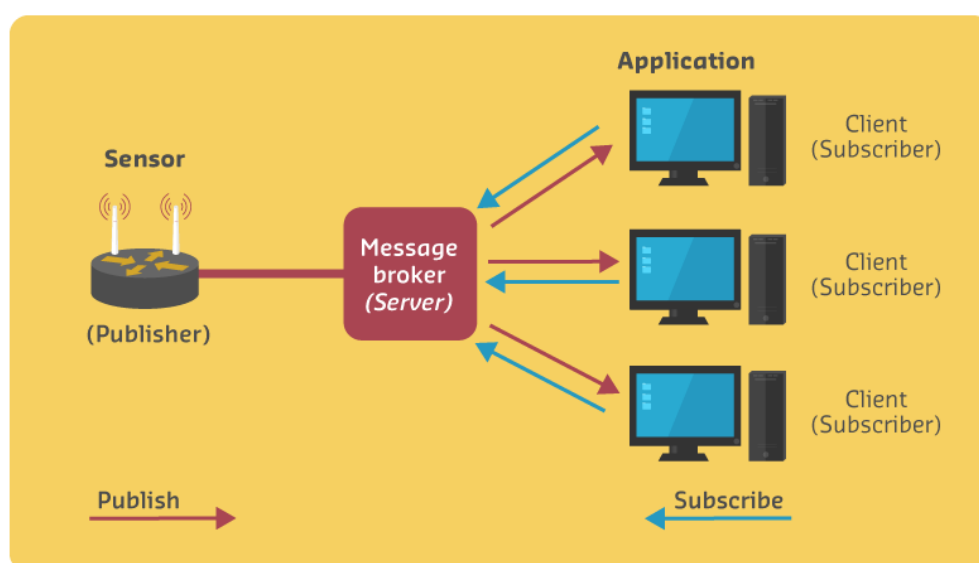 Application
Client
(Subscriber)
Sensor
Message
broker
(Server)
Client
(Subscriber)
(Publisher)
Client
(Subscriber)
Publish
Subscribe